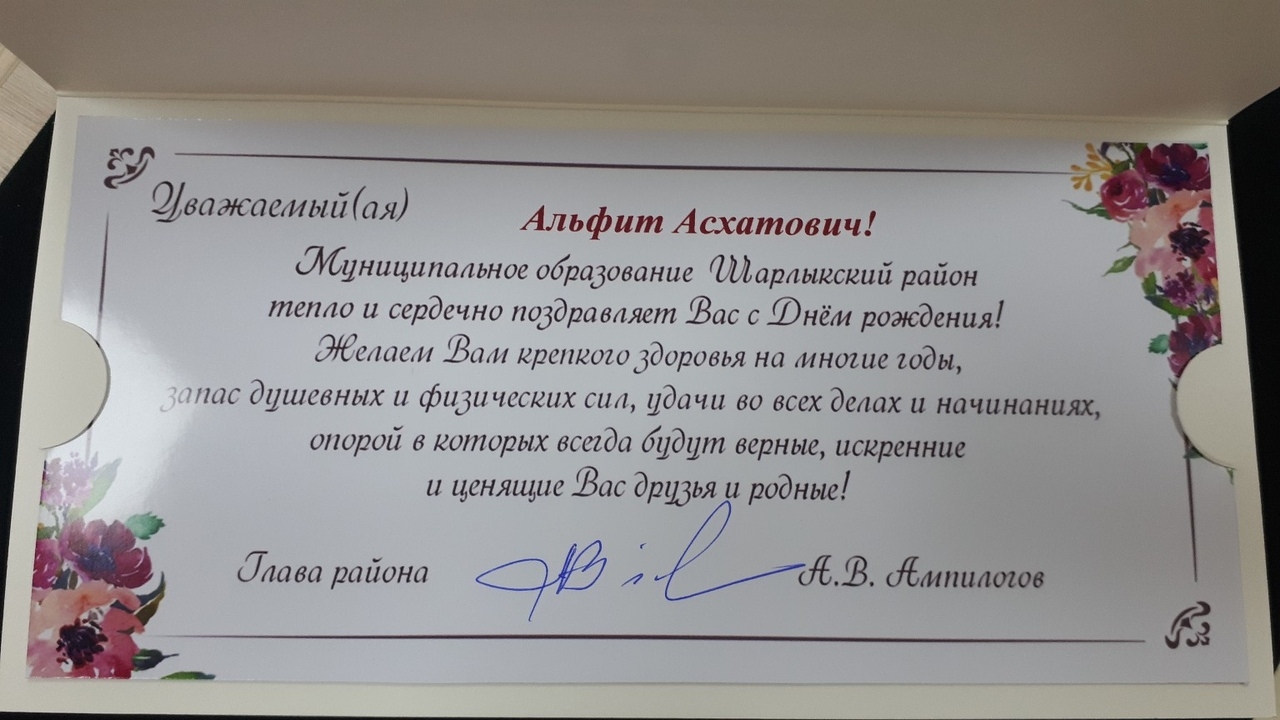 Уважаемый(ая) Альфит Асхатович!
Муниципальное образование Шарлыкский район
тепло и сердечно поздравляет Вас с Днём рождения!
Желаем Вам крепкого здоровья на многие годы,
запас душевных и физических сил, удачи во всех делах и начинаниях,
опорой в которых всегда будут верные, искренние
и ценящие Вас друзья и родные!
Глава района А.В. Ампилогов